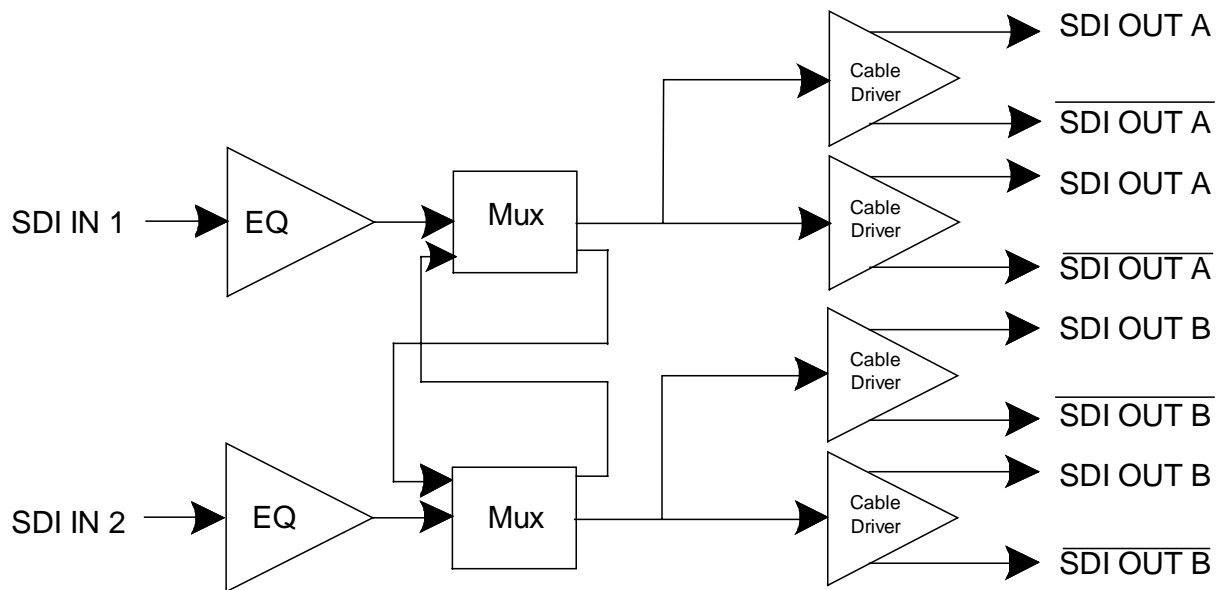 SDI OUT A
Cable
Driver
SDI OUT A
SDI IN 1
EQ
Mux
Cable
Driver
SDI OUT A
SDI OUT A
Cable
Driver
SDI OUT B
SDI OUT B
SDI IN 2
EQ
Mux
Cable
Driver
SDI OUT B
SDI OUT B